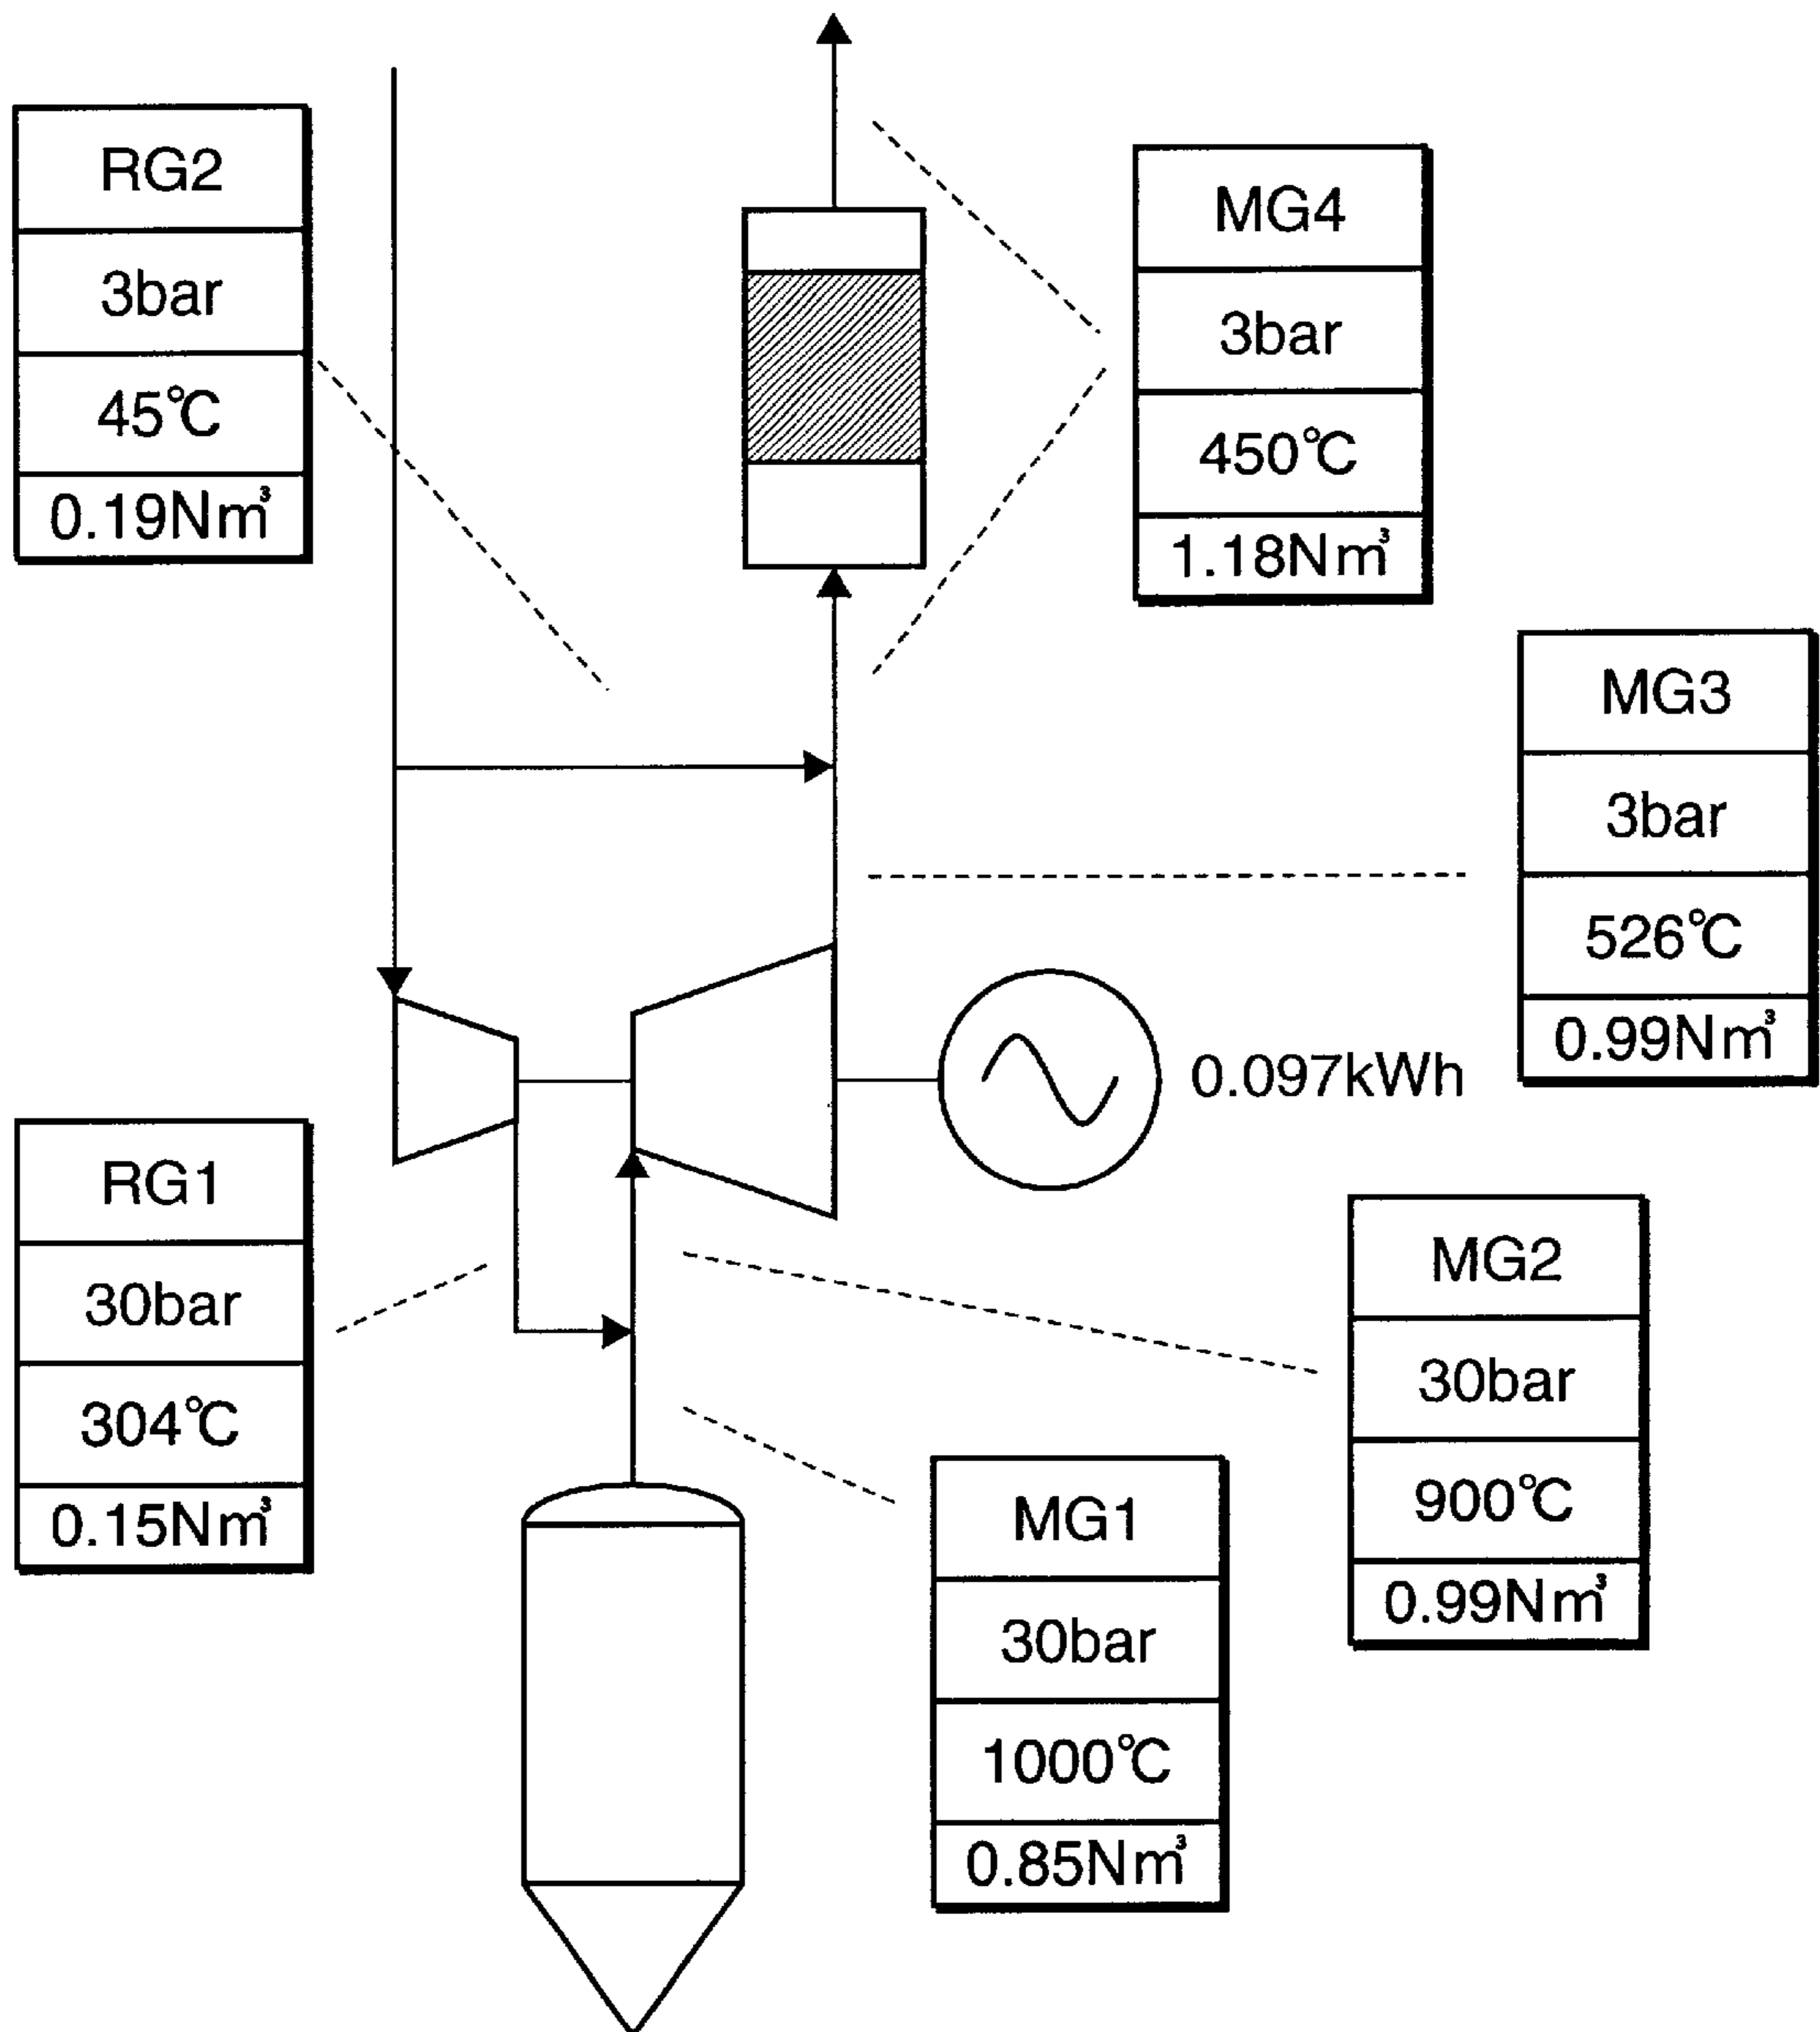 RG2
3bar
45℃
0.19Nm³
MG4
3bar
450℃
1.18Nm³
MG3
3bar
526℃
0.99Nm³
0.097kWh
RG1
30bar
304℃
0.15Nm³
MG2
30bar
900℃
0.99Nm³
MG1
30bar
1000℃
0.85Nm³